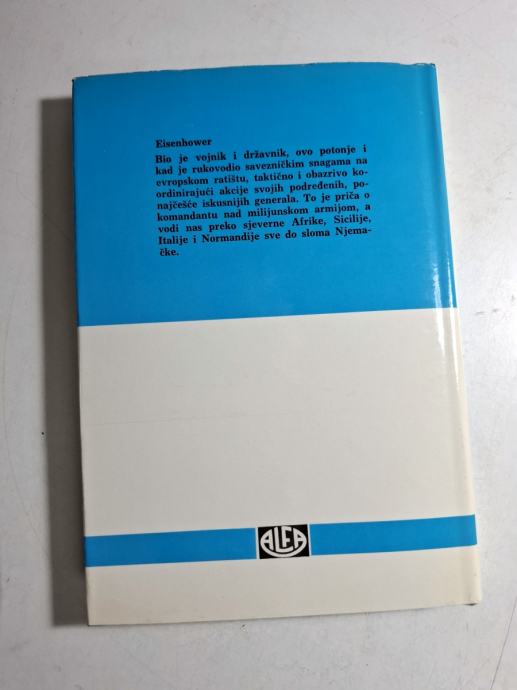 Eisenhower
Bio je vojnik i državnik, ovo potonje i
kad je rukovodio savezničkim snagama na
evropskom ratištu, taktično i obazrivo ko-
ordinirajući akcije svojih podređenih, po-
najčešće iskusnijih generala. To je priča o
komandantu nad milijunskom armijom, a
vodi nas preko sjeverne Afrike, Sicilije,
Italije i Normandije sve do sloma Njema-
čke.
ALFA